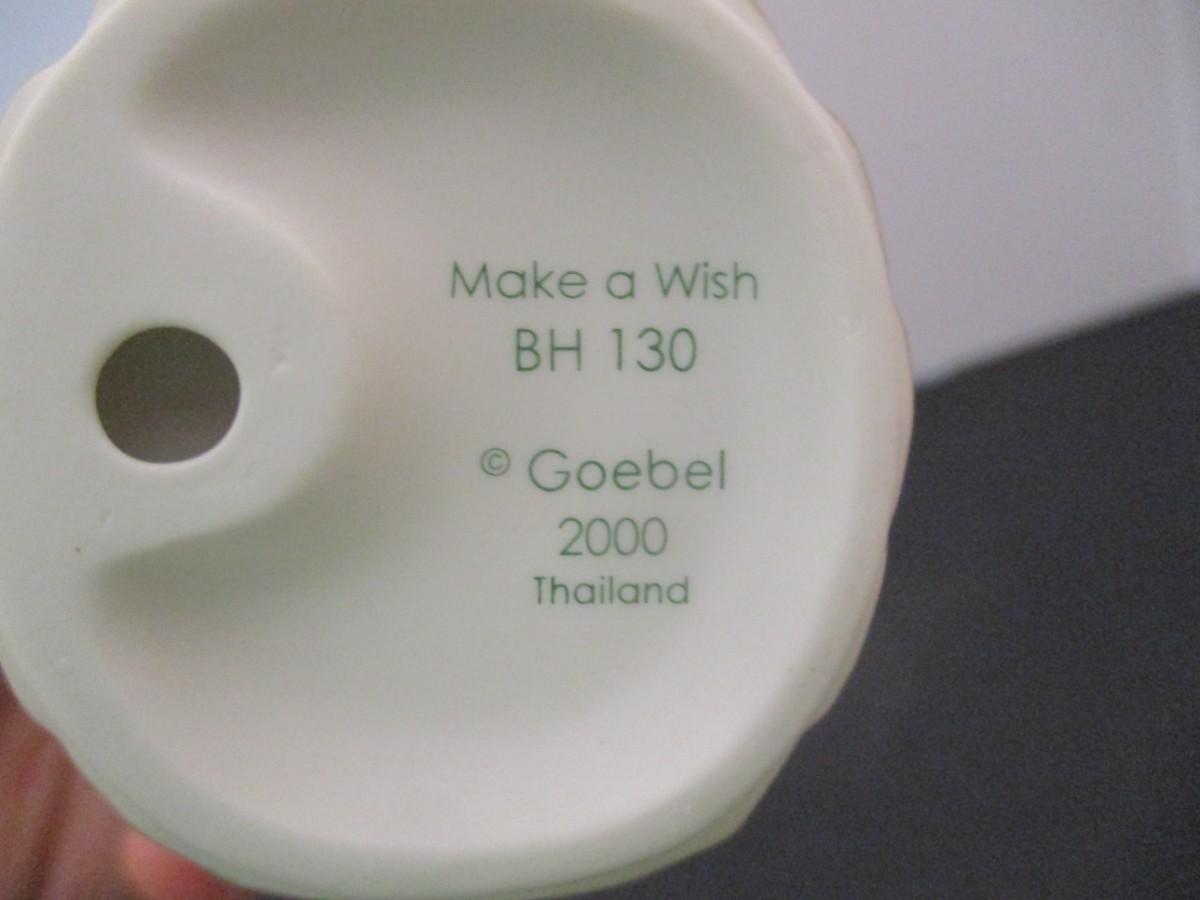 Make a Wish
BH 130
© Goebel
2000
Thailand